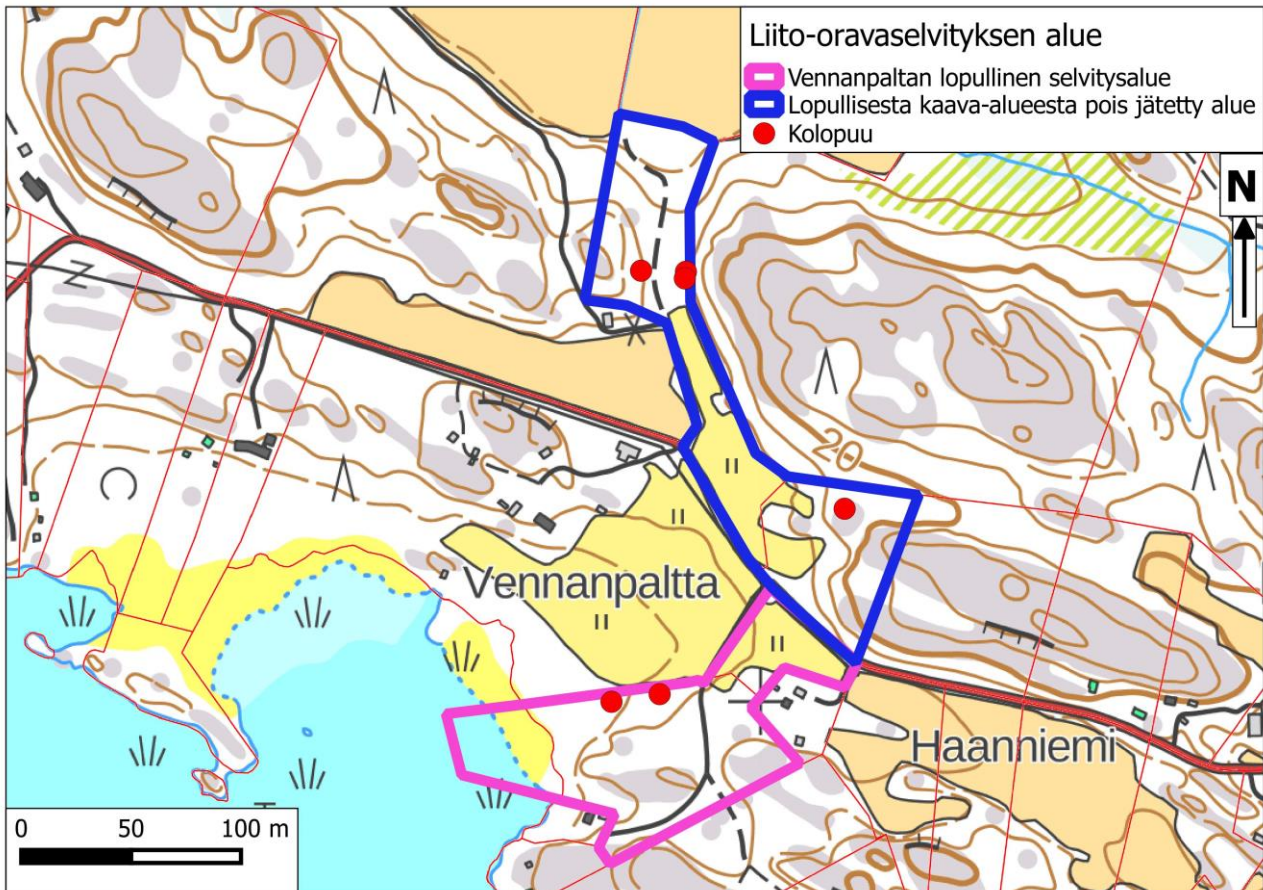 Liito-oravaselvityksen alue
Vennanpaltan lopullinen selvitysalue
Lopullisesta kaava-alueesta pois jätetty alue
Kolopuu
N
20
Vennanpaltta
Haanniemi
0 50 100 m